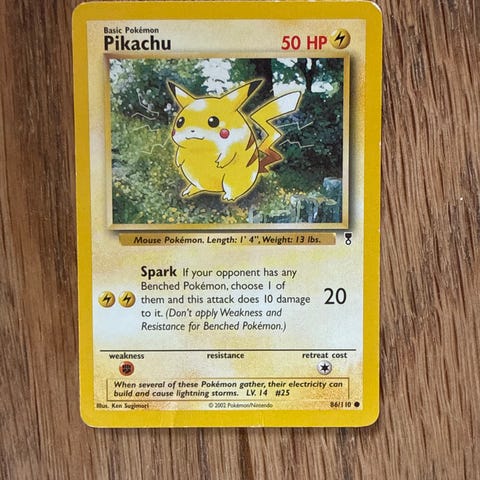 Basic Pokémon
Pikachu 50 HP
Mouse Pokémon. Length: 1' 4", Weight: 13 lbs.
Spark If your opponent has any
Benched Pokémon, choose 1 of
them and this attack does 10 damage
to it. (Don't apply Weakness and
Resistance for Benched Pokémon.)
20
weakness resistance retreat cost
When several of these Pokémon gather, their electricity can
build and cause lightning storms. LV. 14 #25
Illus. Ken Sugimori © 2002 Pokémon/Nintendo 86/110